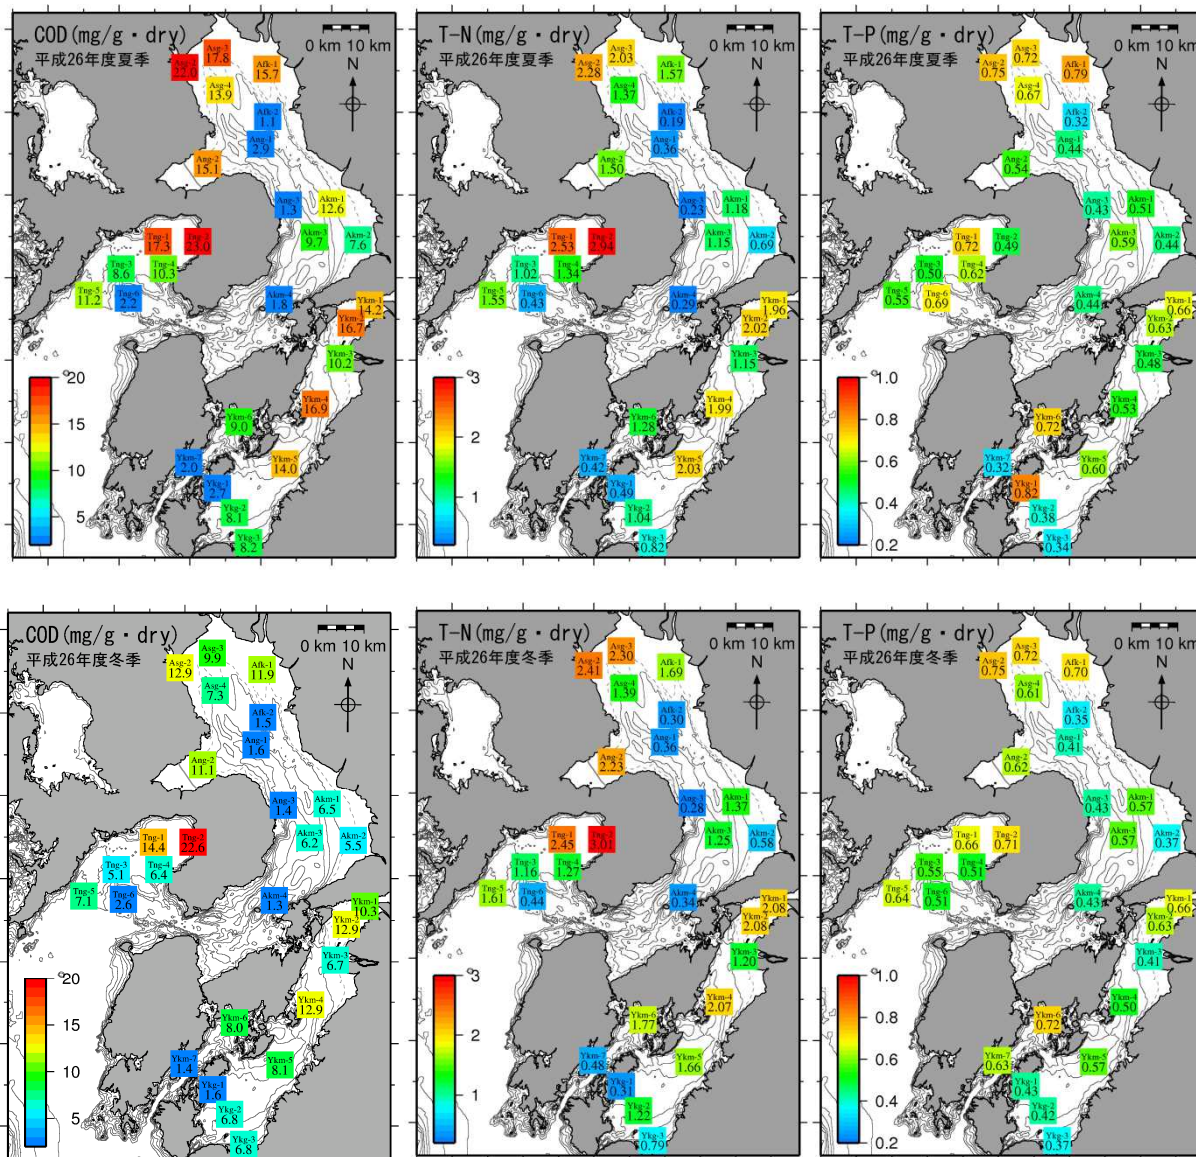 COD(mg/g・dry)
平成26年度夏季
0 km 10 km
N
Asg-3
17.8
Asg-2
22.0
Afk-1
15.7
Asg-4
13.9
Afk-2
1.1
Ang-1
2.9
Ang-2
15.1
Ang-3
1.3
Akm-1
12.6
Akm-3
9.7
Akm-2
7.6
Tng-1
17.3
Tng-2
23.0
Tng-3
8.6
Tng-4
10.3
Tng-5
11.2
Tng-6
2.2
Akm-4
1.8
Ykm-1
14.2
Ykm-2
16.7
Ykm-3
10.2
Ykm-4
16.9
Ykm-6
9.0
Ykm-7
2.0
Ykm-5
14.0
Ykg-1
2.7
Ykg-2
8.1
Ykg-3
8.2
20
15
10
5
T-N(mg/g・dry)
平成26年度夏季
0 km 10 km
N
Asg-3
2.03
Asg-2
2.28
Afk-1
1.57
Asg-4
1.37
Afk-2
0.19
Ang-1
0.36
Ang-2
1.50
Ang-3
0.23
Akm-1
1.18
Akm-3
1.15
Akm-2
0.69
Tng-1
2.53
Tng-2
2.94
Tng-3
1.02
Tng-4
1.34
Tng-5
1.55
Tng-6
0.43
Akm-4
0.29
Ykm-1
1.96
Ykm-2
2.02
Ykm-3
1.15
Ykm-4
1.99
Ykm-6
1.28
Ykm-7
0.42
Ykm-5
2.03
Ykg-1
0.49
Ykg-2
1.04
Ykg-3
0.82
3
2
1
T-P(mg/g・dry)
平成26年度夏季
0 km 10 km
N
Asg-3
0.72
Asg-2
0.75
Afk-1
0.79
Asg-4
0.67
Afk-2
0.32
Ang-1
0.44
Ang-2
0.54
Ang-3
0.43
Akm-1
0.51
Akm-3
0.59
Akm-2
0.44
Tng-1
0.72
Tng-2
0.49
Tng-3
0.50
Tng-4
0.62
Tng-5
0.55
Tng-6
0.69
Akm-4
0.44
Ykm-1
0.66
Ykm-2
0.63
Ykm-3
0.48
Ykm-4
0.53
Ykm-6
0.72
Ykm-7
0.32
Ykm-5
0.60
Ykg-1
0.82
Ykg-2
0.38
Ykg-3
0.34
1.0
0.8
0.6
0.4
0.2
COD(mg/g・dry)
平成26年度冬季
0 km 10 km
N
Asg-3
9.9
Asg-2
12.9
Afk-1
11.9
Asg-4
7.3
Afk-2
1.5
Ang-1
1.6
Ang-2
11.1
Ang-3
1.4
Akm-1
6.5
Akm-3
6.2
Akm-2
5.5
Tng-1
14.4
Tng-2
22.6
Tng-3
5.1
Tng-4
6.4
Tng-5
7.1
Tng-6
2.6
Akm-4
1.3
Ykm-1
10.3
Ykm-2
12.9
Ykm-3
6.7
Ykm-4
12.9
Ykm-6
8.0
Ykm-7
1.4
Ykm-5
8.1
Ykg-1
1.6
Ykg-2
6.8
Ykg-3
6.8
20
15
10
5
T-N(mg/g・dry)
平成26年度冬季
0 km 10 km
N
Asg-3
2.30
Asg-2
2.41
Afk-1
1.69
Asg-4
1.39
Afk-2
0.30
Ang-1
0.36
Ang-2
2.23
Ang-3
0.28
Akm-1
1.37
Akm-3
1.25
Akm-2
0.58
Tng-1
2.45
Tng-2
3.01
Tng-3
1.16
Tng-4
1.27
Tng-5
1.61
Tng-6
0.44
Akm-4
0.34
Ykm-1
2.08
Ykm-2
2.08
Ykm-3
1.20
Ykm-4
2.07
Ykm-6
1.77
Ykm-7
0.48
Ykm-5
1.66
Ykg-1
0.31
Ykg-2
1.22
Ykg-3
0.79
3
2
1
T-P(mg/g・dry)
平成26年度冬季
0 km 10 km
N
Asg-3
0.72
Asg-2
0.75
Afk-1
0.70
Asg-4
0.61
Afk-2
0.35
Ang-1
0.41
Ang-2
0.62
Ang-3
0.43
Akm-1
0.57
Akm-3
0.57
Akm-2
0.37
Tng-1
0.66
Tng-2
0.71
Tng-3
0.55
Tng-4
0.51
Tng-5
0.64
Tng-6
0.51
Akm-4
0.43
Ykm-1
0.66
Ykm-2
0.63
Ykm-3
0.41
Ykm-4
0.50
Ykm-6
0.72
Ykm-7
0.63
Ykm-5
0.57
Ykg-1
0.43
Ykg-2
0.42
Ykg-3
0.37
1.0
0.8
0.6
0.4
0.2